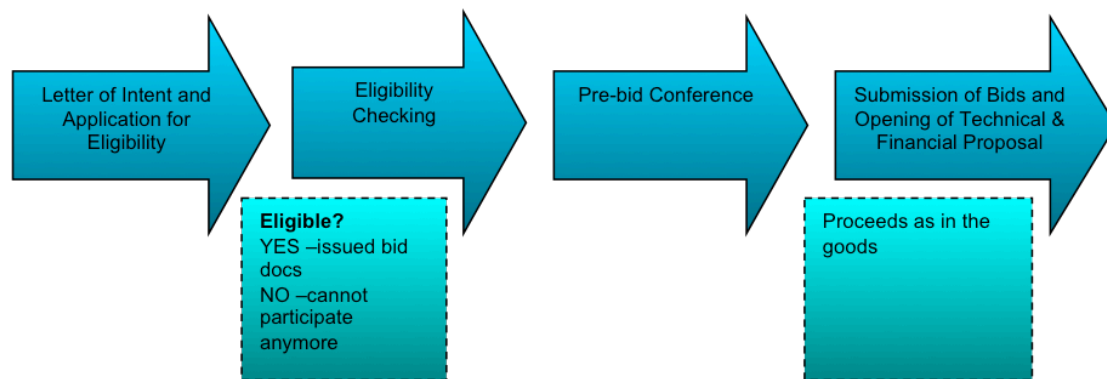 Letter of Intent and
Application for
Eligibility
Eligibility
Checking
Pre-bid Conference
Submission of Bids and
Opening of Technical &
Financial Proposal
Eligible?
YES –issued bid
docs
NO –cannot
participate
anymore
Proceeds as in the
goods